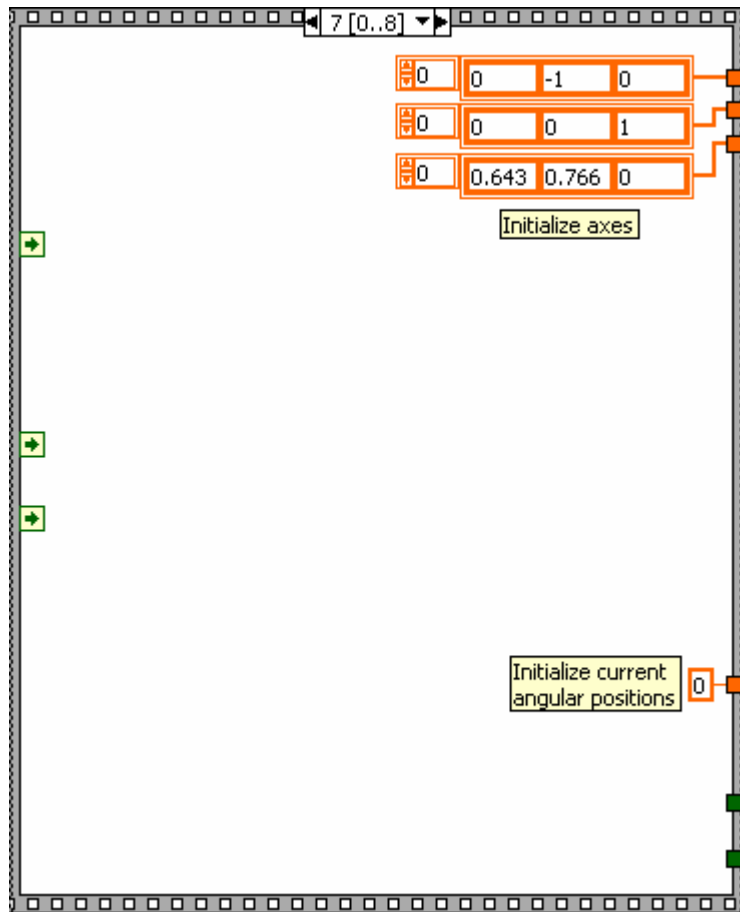 7 [0..8]
0 0 -1 0
0 0 0 1
0 0.643 0.766 0
Initialize axes
Initialize current
angular positions
0